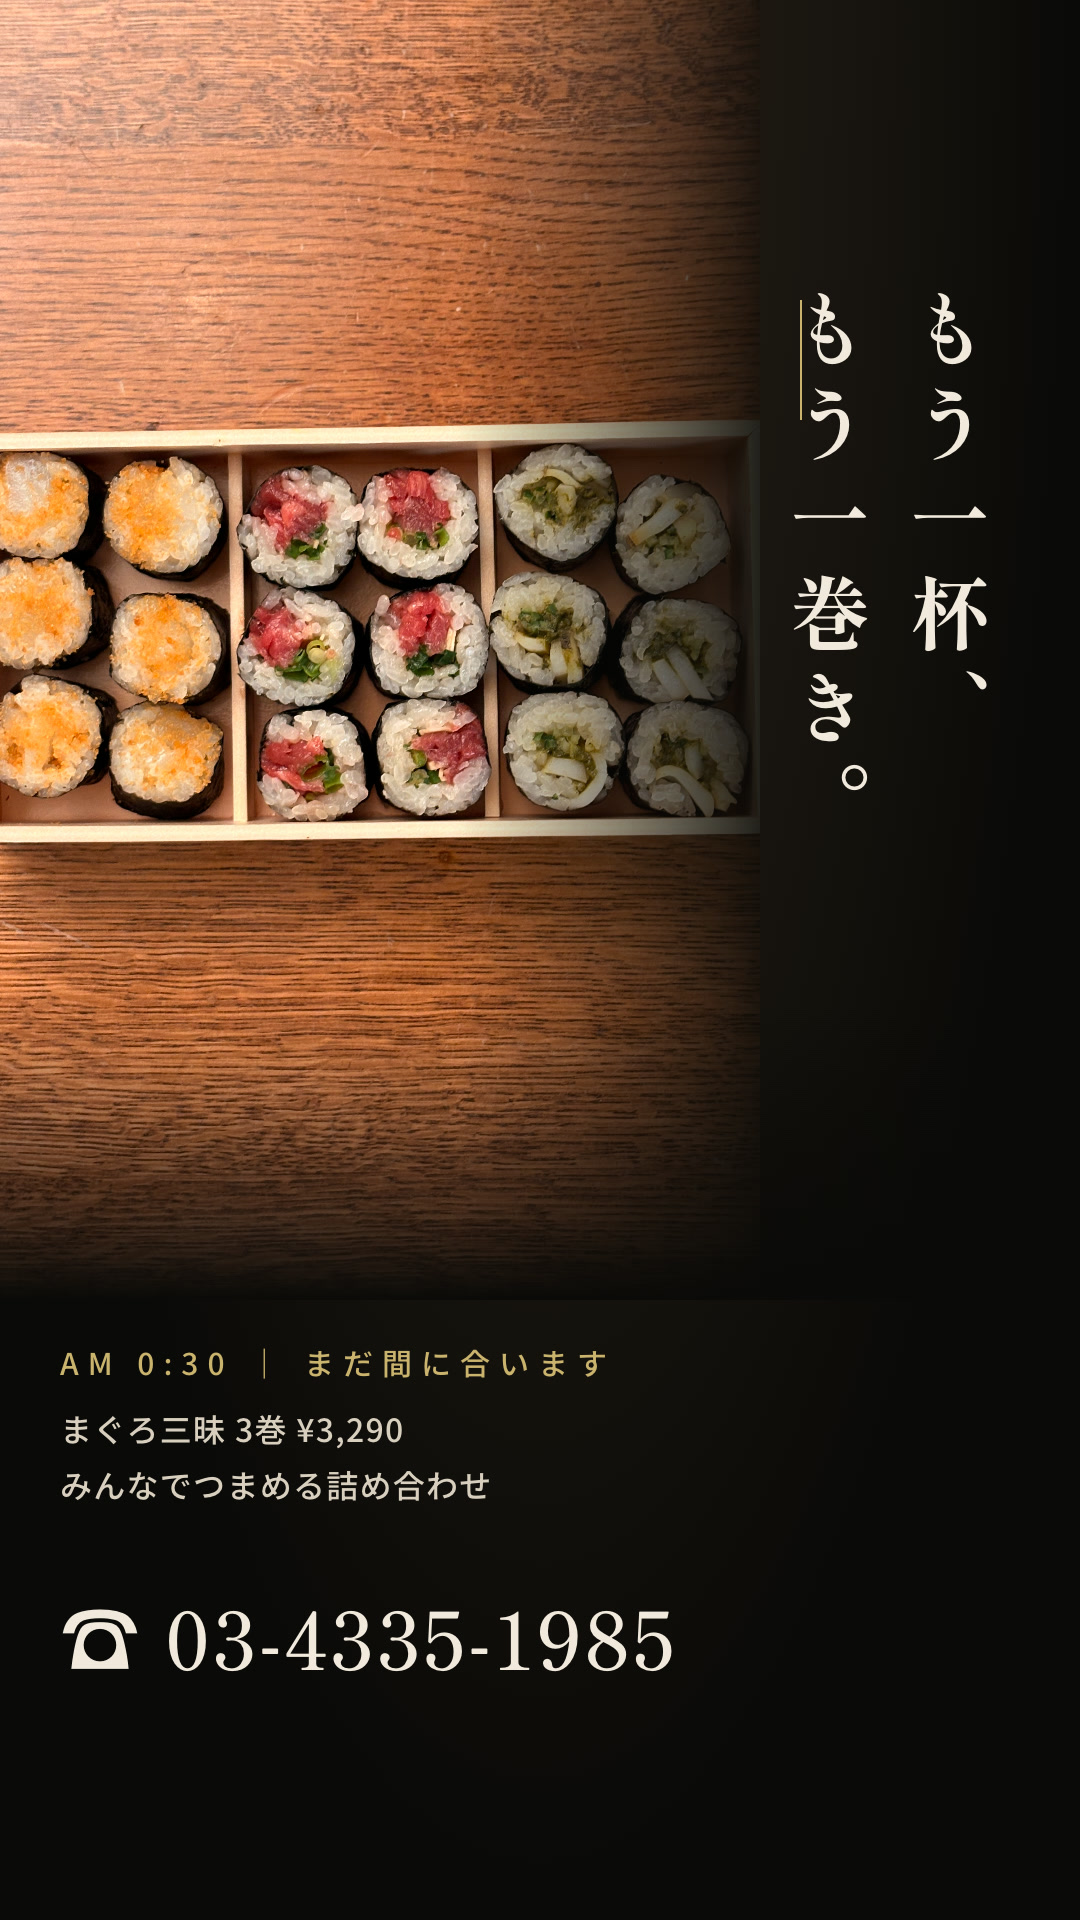 もう一杯、
もう一巻き。
AM 0:30 ｜ まだ間に合います
まぐろ三昧 3巻 ¥3,290
みんなでつまめる詰め合わせ
☎ 03-4335-1985